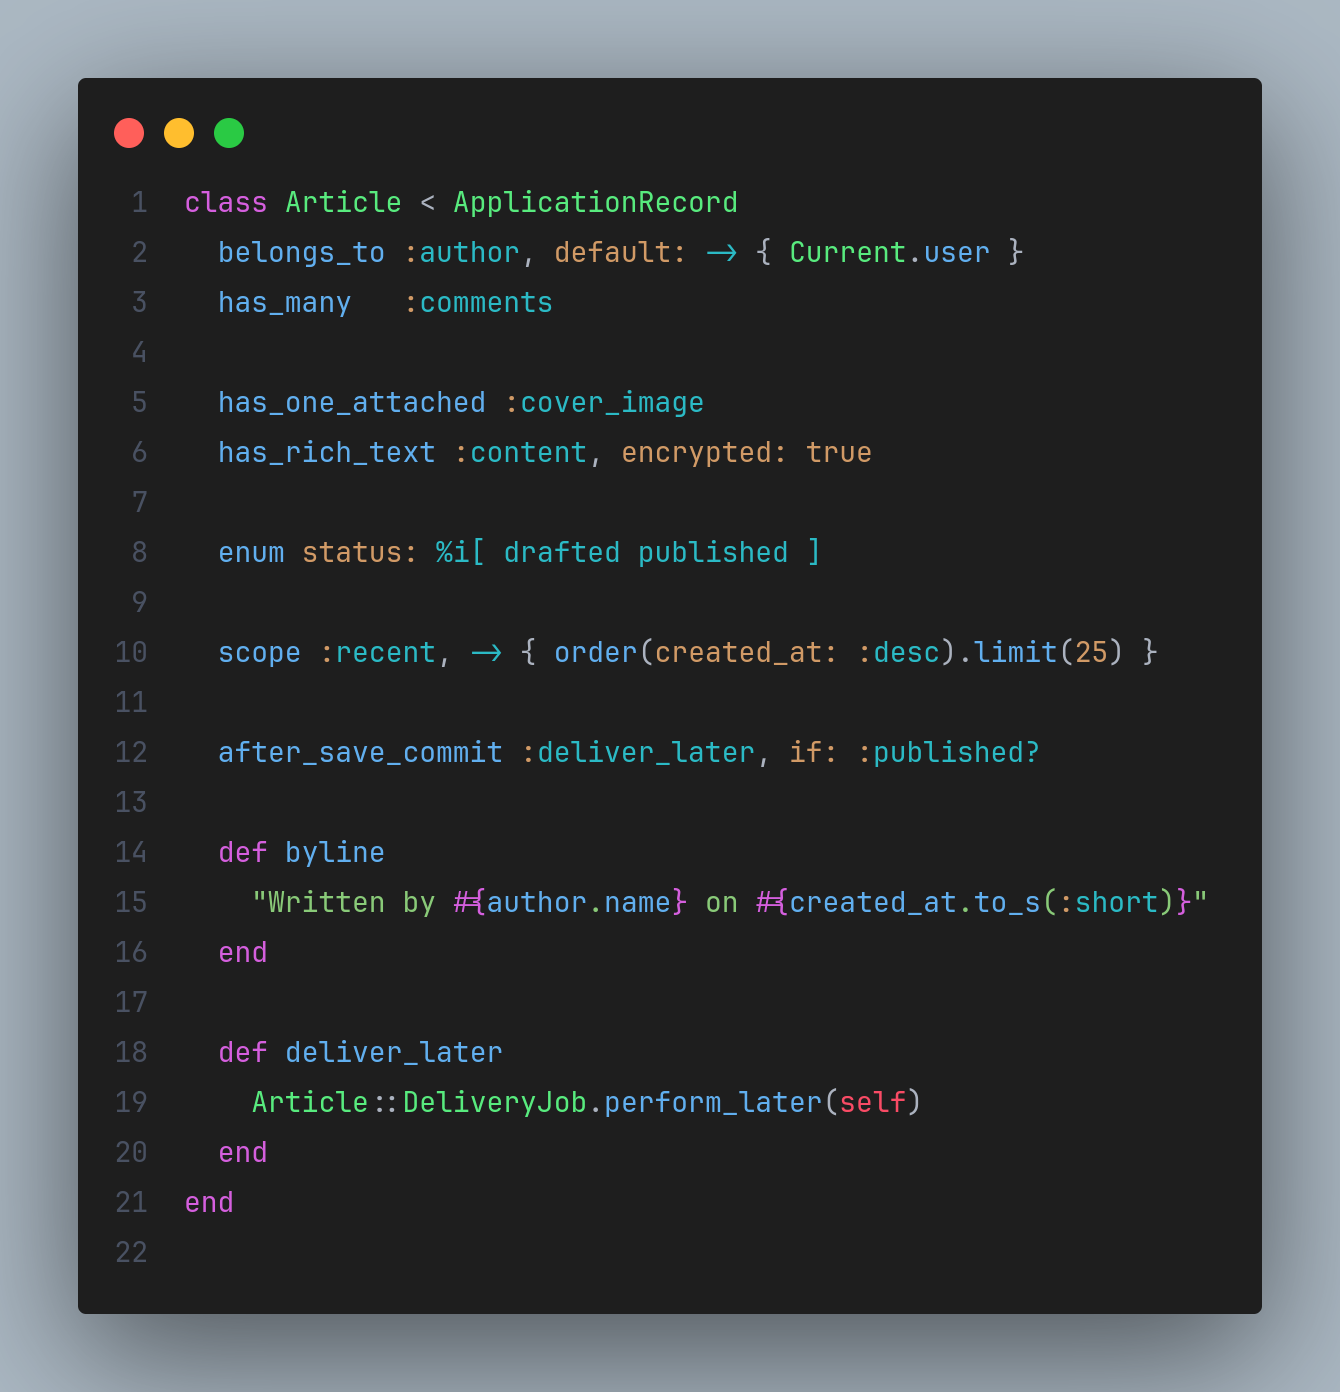 1 class Article < ApplicationRecord
2   belongs_to :author, default: -> { Current.user }
3   has_many   :comments
4
5   has_one_attached :cover_image
6   has_rich_text :content, encrypted: true
7
8   enum status: %i[ drafted published ]
9
10   scope :recent, -> { order(created_at: :desc).limit(25) }
11
12   after_save_commit :deliver_later, if: :published?
13
14   def byline
15     "Written by #{author.name} on #{created_at.to_s(:short)}"
16   end
17
18   def deliver_later
19     Article::DeliveryJob.perform_later(self)
20   end
21 end
22